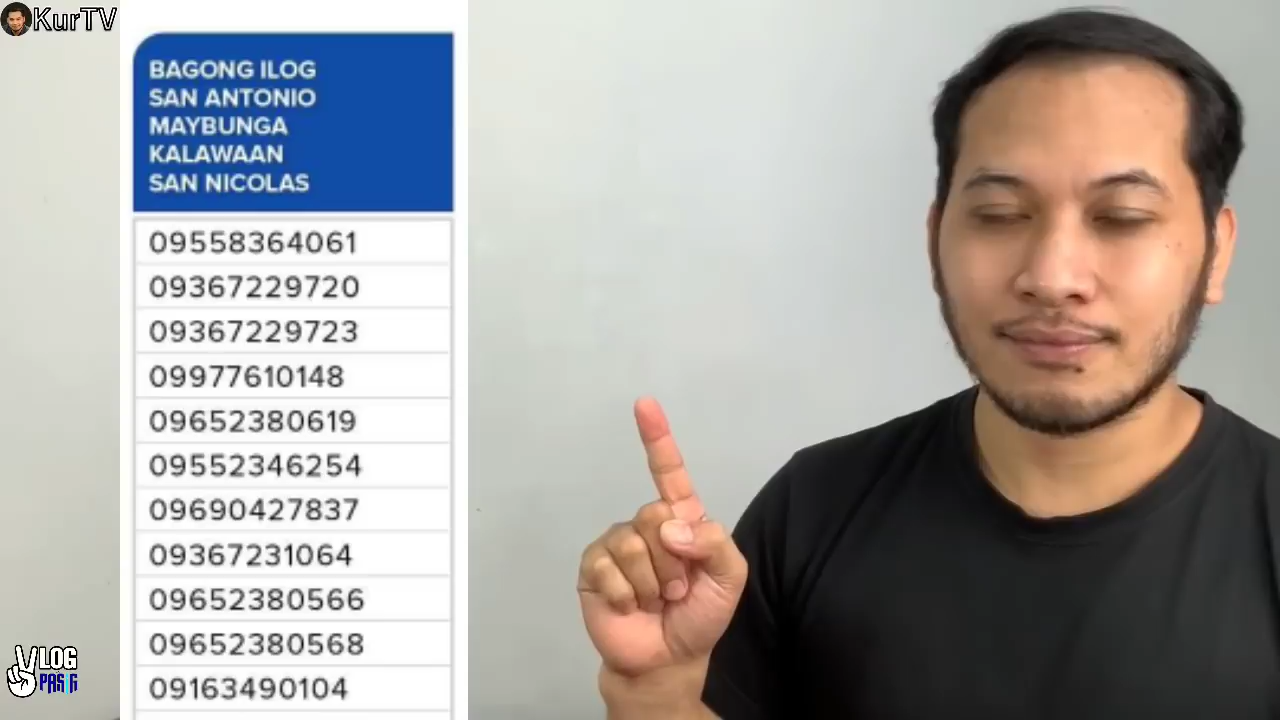 KurTV
BAGONG ILOG
SAN ANTONIO
MAYBUNGA
KALAWAAN
SAN NICOLAS
09558364061
09367229720
09367229723
09977610148
09652380619
09552346254
09690427837
09367231064
09652380566
09652380568
09163490104
VLOG
PASIG